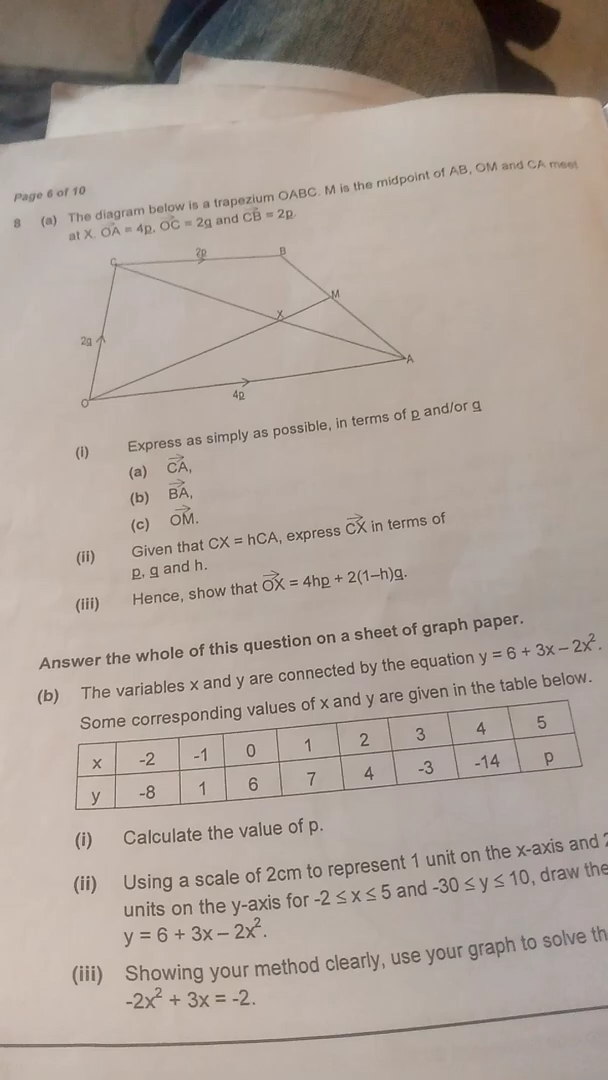 Page 6 of 10
8 (a) The diagram below is a trapezium OABC. M is the midpoint of AB, OM and CA meet
at X. OA = 4p, OC = 2q and CB = 2p.
C 2p B
M
X
2q
A
O 4p
(i) Express as simply as possible, in terms of p and/or q
(a) CA,
(b) BA,
(c) OM.
(ii) Given that CX = hCA, express CX in terms of
p, q and h.
(iii) Hence, show that OX = 4hp + 2(1–h)q.
Answer the whole of this question on a sheet of graph paper.
(b) The variables x and y are connected by the equation y = 6 + 3x – 2x².
Some corresponding values of x and y are given in the table below.
x -2 -1 0 1 2 3 4 5
y -8 1 6 7 4 -3 -14 p
(i) Calculate the value of p.
(ii) Using a scale of 2cm to represent 1 unit on the x-axis and
units on the y-axis for -2 ≤ x ≤ 5 and -30 ≤ y ≤ 10, draw the
y = 6 + 3x – 2x².
(iii) Showing your method clearly, use your graph to solve
-2x² + 3x = -2.